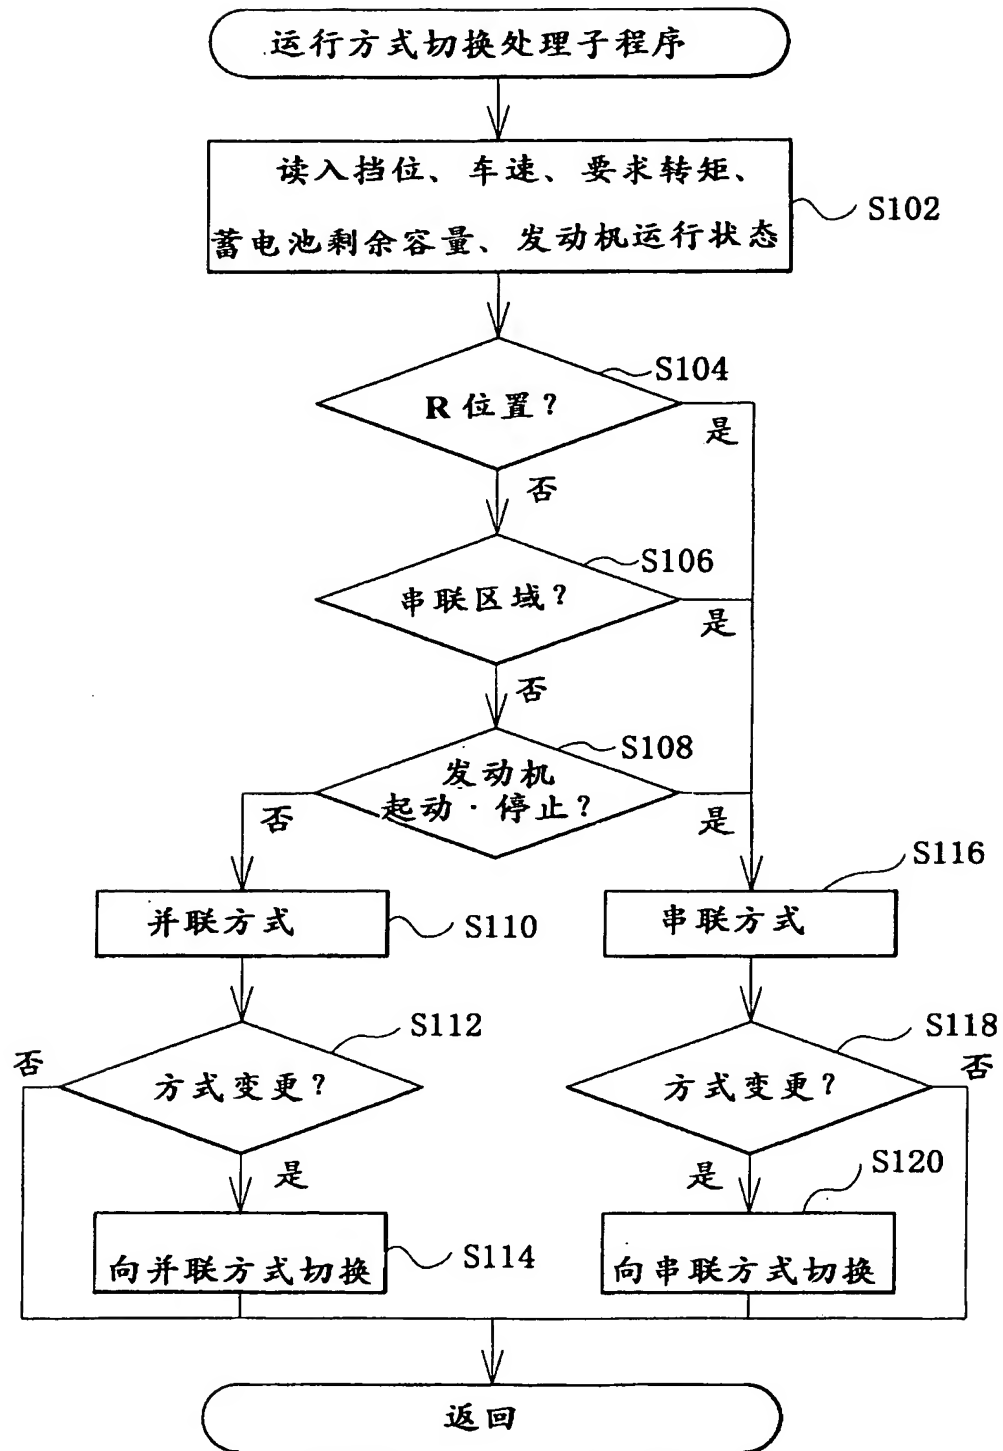 运行方式切换处理子程序
读入挡位、车速、要求转矩、
蓄电池剩余容量、发动机运行状态
S102
S104
R 位置？
是
否
S106
串联区域？
是
否
S108
发动机
起动·停止？
否
是
S116
并联方式
S110
串联方式
S112
S118
否
方式变更？
方式变更？
否
是
是
S120
向并联方式切换
S114
向串联方式切换
返回